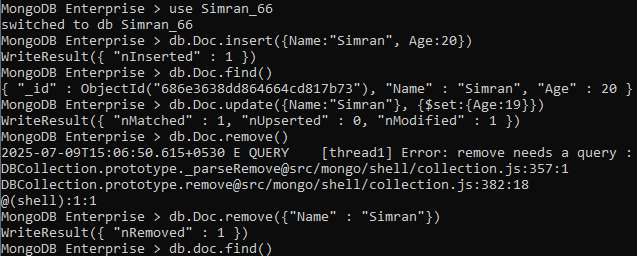 MongoDB Enterprise > use Simran_66
switched to db Simran_66
MongoDB Enterprise > db.Doc.insert({Name:"Simran", Age:20})
WriteResult({ "nInserted" : 1 })
MongoDB Enterprise > db.Doc.find()
{ "_id" : ObjectId("686e3638dd864664cd817b73"), "Name" : "Simran", "Age" : 20 }
MongoDB Enterprise > db.Doc.update({Name:"Simran"}, {$set:{Age:19}})
WriteResult({ "nMatched" : 1, "nUpserted" : 0, "nModified" : 1 })
MongoDB Enterprise > db.Doc.remove()
2025-07-09T15:06:50.615+0530 E QUERY    [thread1] Error: remove needs a query :
DBCollection.prototype._parseRemove@src/mongo/shell/collection.js:357:1
DBCollection.prototype.remove@src/mongo/shell/collection.js:382:18
@(shell):1:1
MongoDB Enterprise > db.Doc.remove({"Name" : "Simran"})
WriteResult({ "nRemoved" : 1 })
MongoDB Enterprise > db.doc.find()